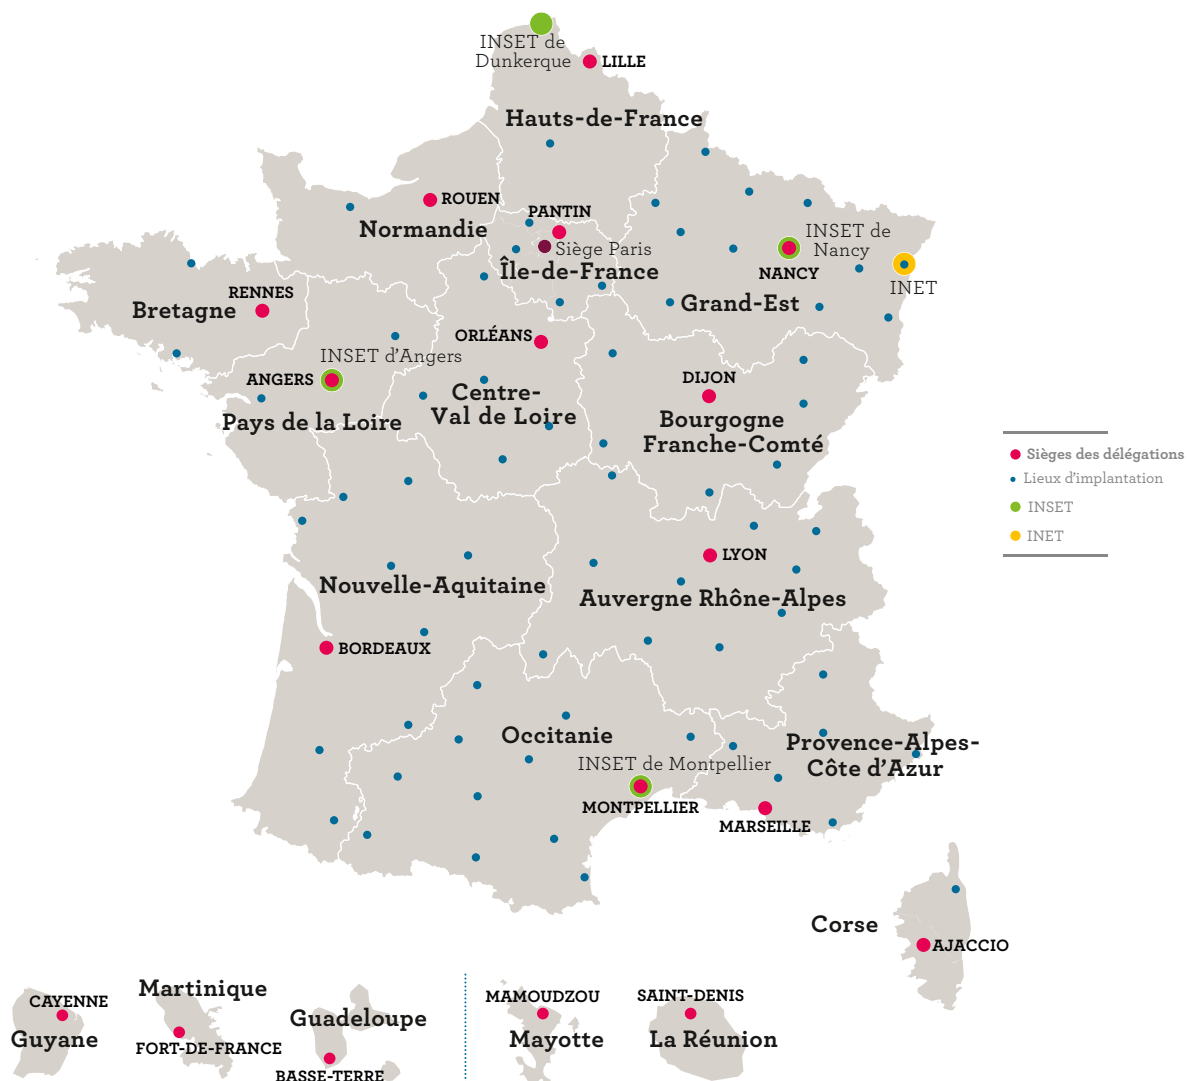 INSET de
Dunkerque
LILLE
Hauts-de-France
ROUEN
Normandie
PANTIN
Siège Paris
Île-de-France
INSET de
Nancy
NANCY
INET
Grand-Est
RENNES
Bretagne
ORLÉANS
INSET d'Angers
ANGERS
Pays de la Loire
Centre-
Val de Loire
DIJON
Bourgogne
Franche-Comté
Sièges des délégations
Lieux d'implantation
INSET
INET
LYON
Nouvelle-Aquitaine
Auvergne Rhône-Alpes
BORDEAUX
Occitanie
INSET de Montpellier
MONTPELLIER
Provence-Alpes-
Côte d'Azur
MARSEILLE
Corse
AJACCIO
CAYENNE
Guyane
Martinique
FORT-DE-FRANCE
Guadeloupe
BASSE-TERRE
MAMOUDZOU
Mayotte
SAINT-DENIS
La Réunion